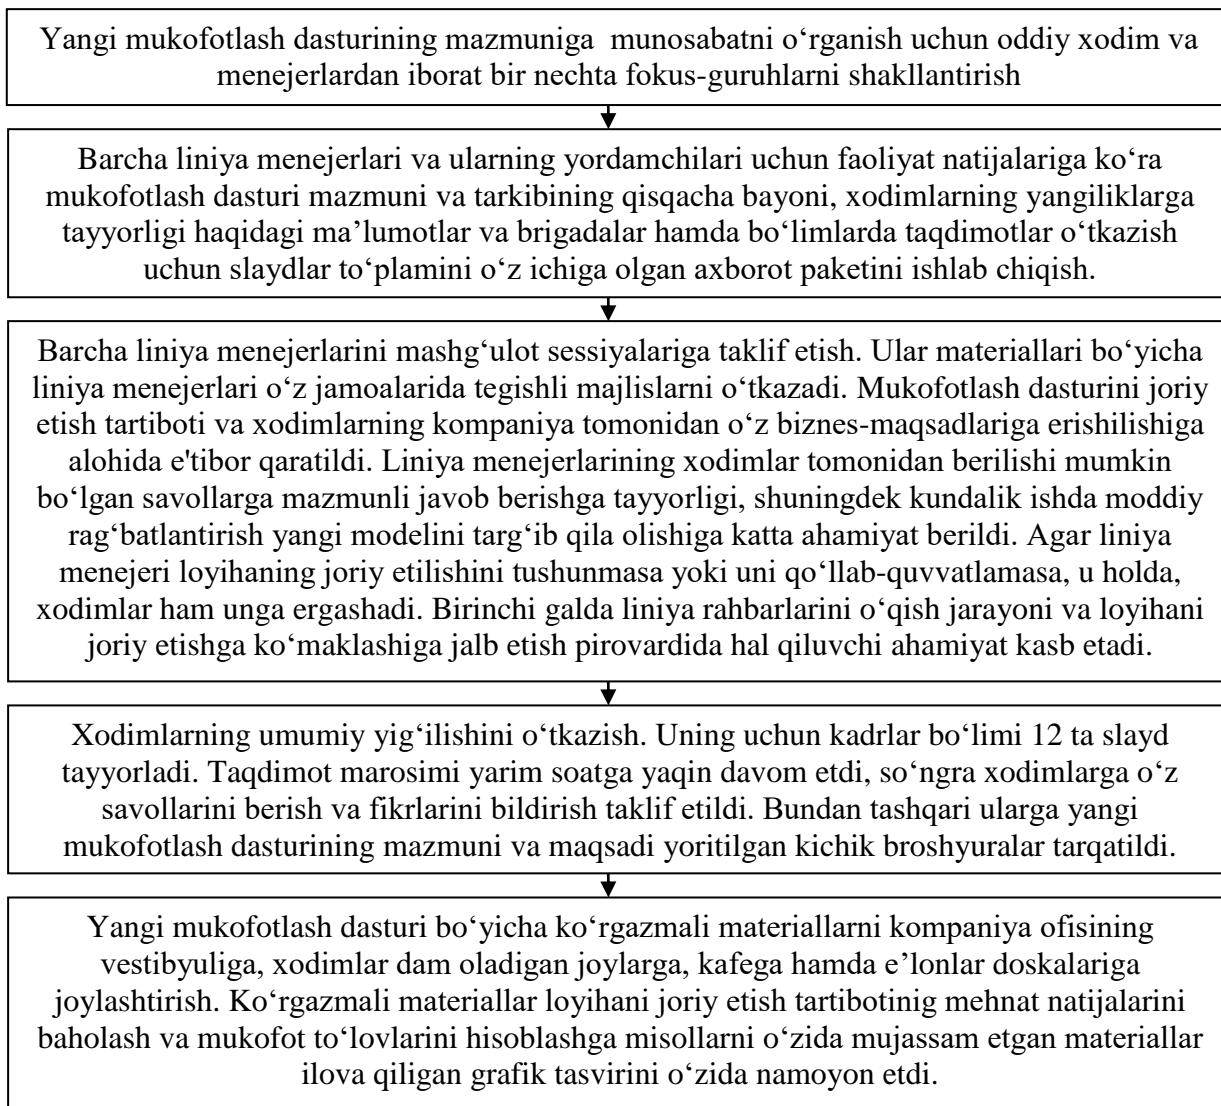 Yangi mukofotlash dasturining mazmuniga  munosabatni o‘rganish uchun oddiy xodim va
menejerlardan iborat bir nechta fokus-guruhlarni shakllantirish
Barcha liniya menejerlari va ularning yordamchilari uchun faoliyat natijalariga ko‘ra
mukofotlash dasturi mazmuni va tarkibining qisqacha bayoni, xodimlarning yangiliklarga
tayyorligi haqidagi ma’lumotlar va brigadalar hamda bo‘limlarda taqdimotlar o‘tkazish
uchun slaydlar to‘plamini o‘z ichiga olgan axborot paketini ishlab chiqish.
Barcha liniya menejerlarini mashg‘ulot sessiyalariga taklif etish. Ular materiallari bo‘yicha
liniya menejerlari o‘z jamoalarida tegishli majlislarni o‘tkazadi. Mukofotlash dasturini joriy
etish tartiboti va xodimlarning kompaniya tomonidan o‘z biznes-maqsadlariga erishilishiga
alohida e'tibor qaratildi. Liniya menejerlarining xodimlar tomonidan berilishi mumkin
bo‘lgan savollarga mazmunli javob berishga tayyorligi, shuningdek kundalik ishda moddiy
rag‘batlantirish yangi modelini targ‘ib qila olishiga katta ahamiyat berildi. Agar liniya
menejeri loyihaning joriy etilishini tushunmasa yoki uni qo‘llab-quvvatlamasa, u holda,
xodimlar ham unga ergashadi. Birinchi galda liniya rahbarlarini o‘qish jarayoni va loyihani
joriy etishga ko‘maklashiga jalb etish pirovardida hal qiluvchi ahamiyat kasb etadi.
Xodimlarning umumiy yig‘ilishini o‘tkazish. Uning uchun kadrlar bo‘limi 12 ta slayd
tayyorladi. Taqdimot marosimi yarim soatga yaqin davom etdi, so‘ngra xodimlarga o‘z
savollarini berish va fikrlarini bildirish taklif etildi. Bundan tashqari ularga yangi
mukofotlash dasturining mazmuni va maqsadi yoritilgan kichik broshyuralar tarqatildi.
Yangi mukofotlash dasturi bo‘yicha ko‘rgazmali materiallarni kompaniya ofisining
vestibyuliga, xodimlar dam oladigan joylarga, kafega hamda e’lonlar doskalariga
joylashtirish. Ko‘rgazmali materiallar loyihani joriy etish tartibotinig mehnat natijalarini
baholash va mukofot to‘lovlarini hisoblashga misollarni o‘zida mujassam etgan materiallar
ilova qiligan grafik tasvirini o‘zida namoyon etdi.